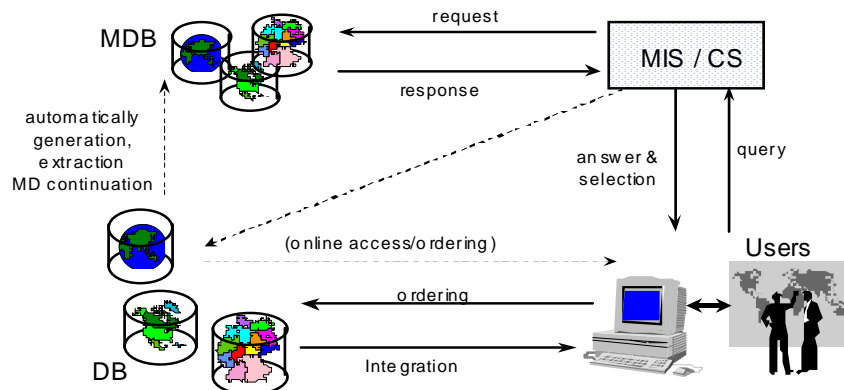 request
MDB
MIS / CS
response
automatically
generation,
extraction
MD continuation
answer &
selection
query
(online access/ordering)
Users
ordering
Integration
DB